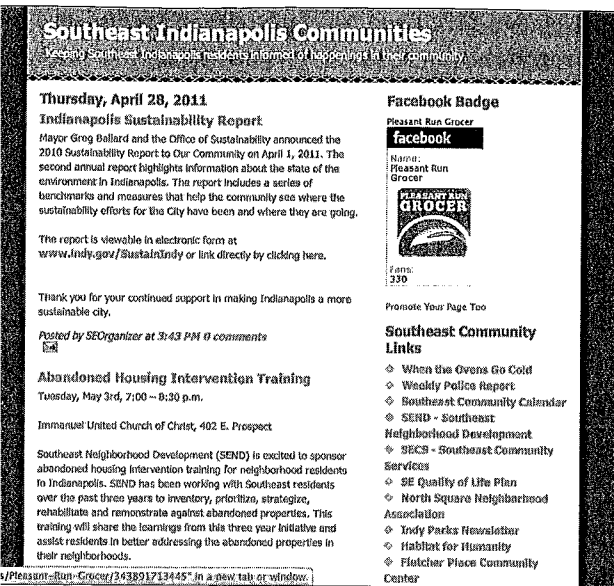 Southeast Indianapolis Communities
Keeping Southeast Indianapolis residents informed of happenings in their community.
Thursday, April 28, 2011
Indianapolis Sustainability Report
Mayor Greg Ballard and the Office of Sustainability announced the
2010 Sustainability Report to Our Community on April 1, 2011. The
second annual report highlights information about the state of the
environment in Indianapolis. The report includes a series of
benchmarks and measures that help the community see where the
sustainability efforts for the City have been and where they are going.
The report is viewable in electronic form at
www.indy.gov/SustainIndy or link directly by clicking here.
Thank you for your continued support in making Indianapolis a more
sustainable city.
Posted by SEOrganizer at 3:43 PM 0 comments
Abandoned Housing Intervention Training
Tuesday, May 3rd, 7:00 – 8:30 p.m.
Immanuel United Church of Christ, 402 E. Prospect
Southeast Neighborhood Development (SEND) is excited to sponsor
abandoned housing intervention training for neighborhood residents
in Indianapolis. SEND has been working with Southeast residents
over the past three years to inventory, prioritize, strategize,
rehabilitate and remonstrate against abandoned properties. This
training will share the learnings from this three year initiative and
assist residents in better addressing the abandoned properties in
their neighborhoods.
s/Pleasant-Run-Grocer/343891713445" in a new tab or window.
Facebook Badge
Pleasant Run Grocer
facebook
Name:
Pleasant Run
Grocer
PLEASANT RUN
GROCER
Fans:
330
Promote Your Page Too
Southeast Community
Links
When the Ovens Go Cold
Weekly Police Report
Southeast Community Calendar
SEND - Southeast
Neighborhood Development
SECS - Southeast Community
Services
SE Quality of Life Plan
North Square Neighborhood
Association
Indy Parks Newsletter
Habitat for Humanity
Fletcher Place Community
Center